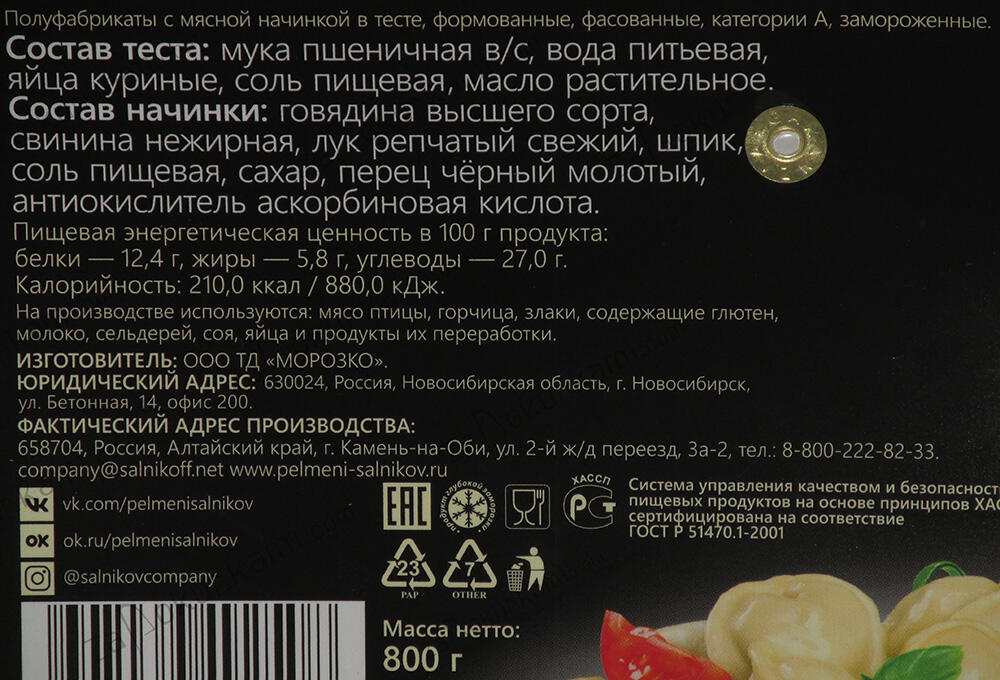 Полуфабрикаты с мясной начинкой в тесте, формованные, фасованные, категории А, замороженные.
Состав теста: мука пшеничная в/с, вода питьевая,
яйца куриные, соль пищевая, масло растительное.
Состав начинки: говядина высшего сорта,
свинина нежирная, лук репчатый свежий, шпик,
соль пищевая, сахар, перец чёрный молотый,
антиокислитель аскорбиновая кислота.
Пищевая энергетическая ценность в 100 г продукта:
белки — 12,4 г, жиры — 5,8 г, углеводы — 27,0 г.
Калорийность: 210,0 ккал / 880,0 кДж.
На производстве используются: мясо птицы, горчица, злаки, содержащие глютен,
молоко, сельдерей, соя, яйца и продукты их переработки.
ИЗГОТОВИТЕЛЬ: ООО ТД «МОРОЗКО».
ЮРИДИЧЕСКИЙ АДРЕС: 630024, Россия, Новосибирская область, г. Новосибирск,
ул. Бетонная, 14, офис 200.
ФАКТИЧЕСКИЙ АДРЕС ПРОИЗВОДСТВА:
658704, Россия, Алтайский край, г. Камень-на-Оби, ул. 2-й ж/д переезд, 3а-2, тел.: 8-800-222-82-33.
company@salnikoff.net www.pelmeni-salnikov.ru
vk.com/pelmenisalnikov
ok.ru/pelmenisalnikov
@salnikovcompany
EAC
продукт глубокой заморозки
ХАССП
РСТ
Система управления качеством и безопасност
пищевых продуктов на основе принципов ХАС
сертифицирована на соответствие
ГОСТ Р 51470.1-2001
23
PAP
7
OTHER
Масса нетто:
800 г